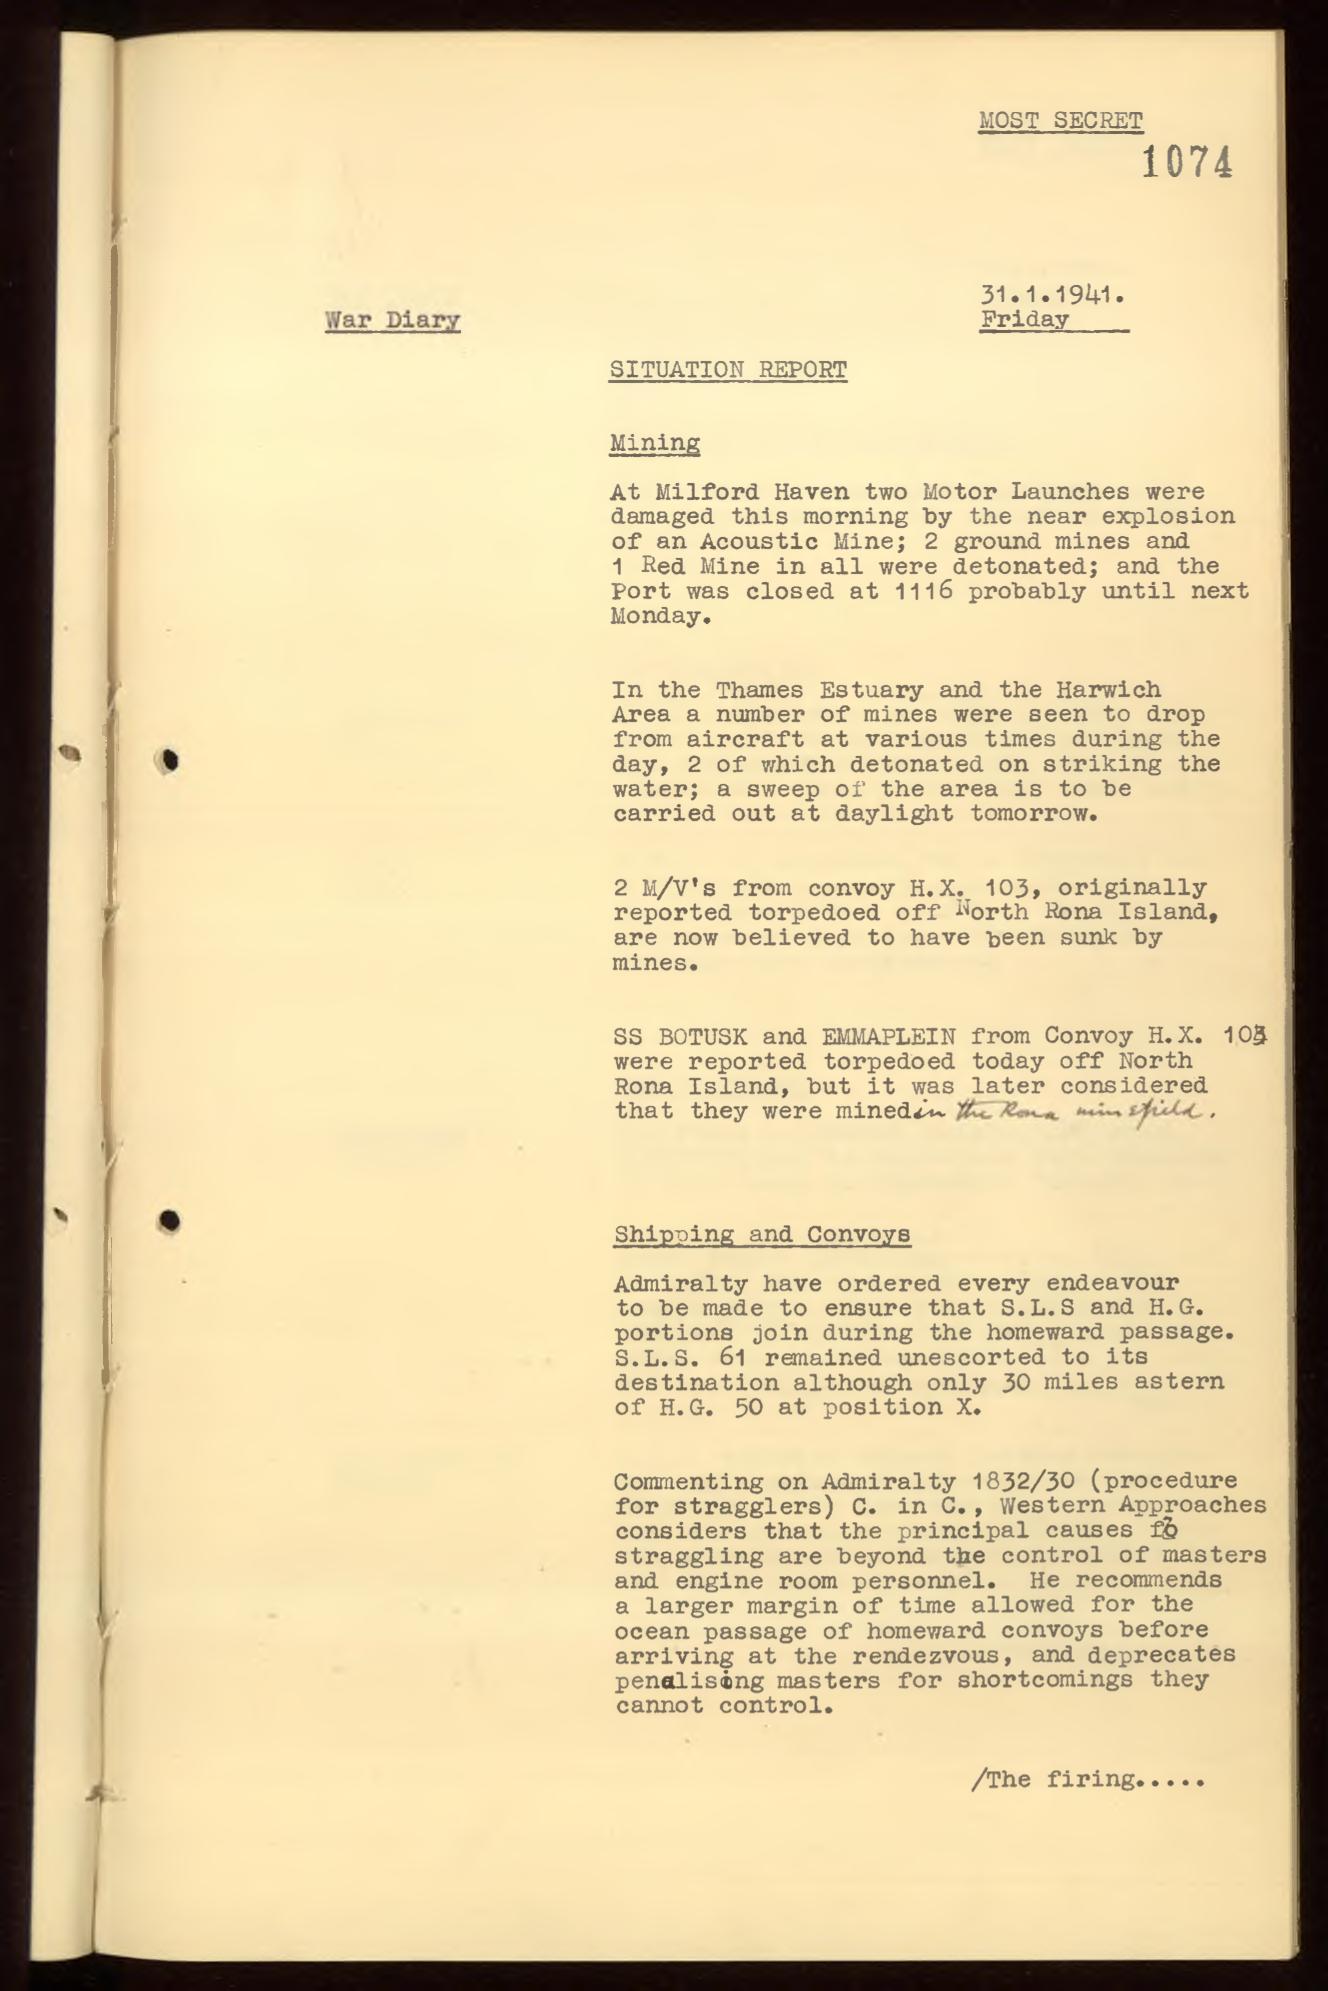 MOST SECRET
1074
31.1.1941.
War Diary
Friday
SITUATION REPORT
Mining
At Milford Haven two Motor Launches were
damaged this morning by the near explosion
of an Acoustic Mine; 2 ground mines and
1 Red Mine in all were detonated; and the
Port was closed at 1116 probably until next
Monday.
In the Thames Estuary and the Harwich
Area a number of mines were seen to drop
from aircraft at various times during the
day, 2 of which detonated on striking the
water; a sweep of the area is to be
carried out at daylight tomorrow.
2 M/V's from convoy H.X. 103, originally
reported torpedoed off North Rona Island,
are now believed to have been sunk by
mines.
SS BOTUSK and EMMAPLEIN from Convoy H.X. 103
were reported torpedoed today off North
Rona Island, but it was later considered
that they were mined in the Rona minefield.
Shipping and Convoys
Admiralty have ordered every endeavour
to be made to ensure that S.L.S and H.G.
portions join during the homeward passage.
S.L.S. 61 remained unescorted to its
destination although only 30 miles astern
of H.G. 50 at position X.
Commenting on Admiralty 1832/30 (procedure
for stragglers) C. in C., Western Approaches
considers that the principal causes
straggling are beyond the control of masters
and engine room personnel. He recommends
a larger margin of time allowed for the
ocean passage of homeward convoys before
arriving at the rendezvous, and deprecates
penalising masters for shortcomings they
cannot control.
/The firing.....